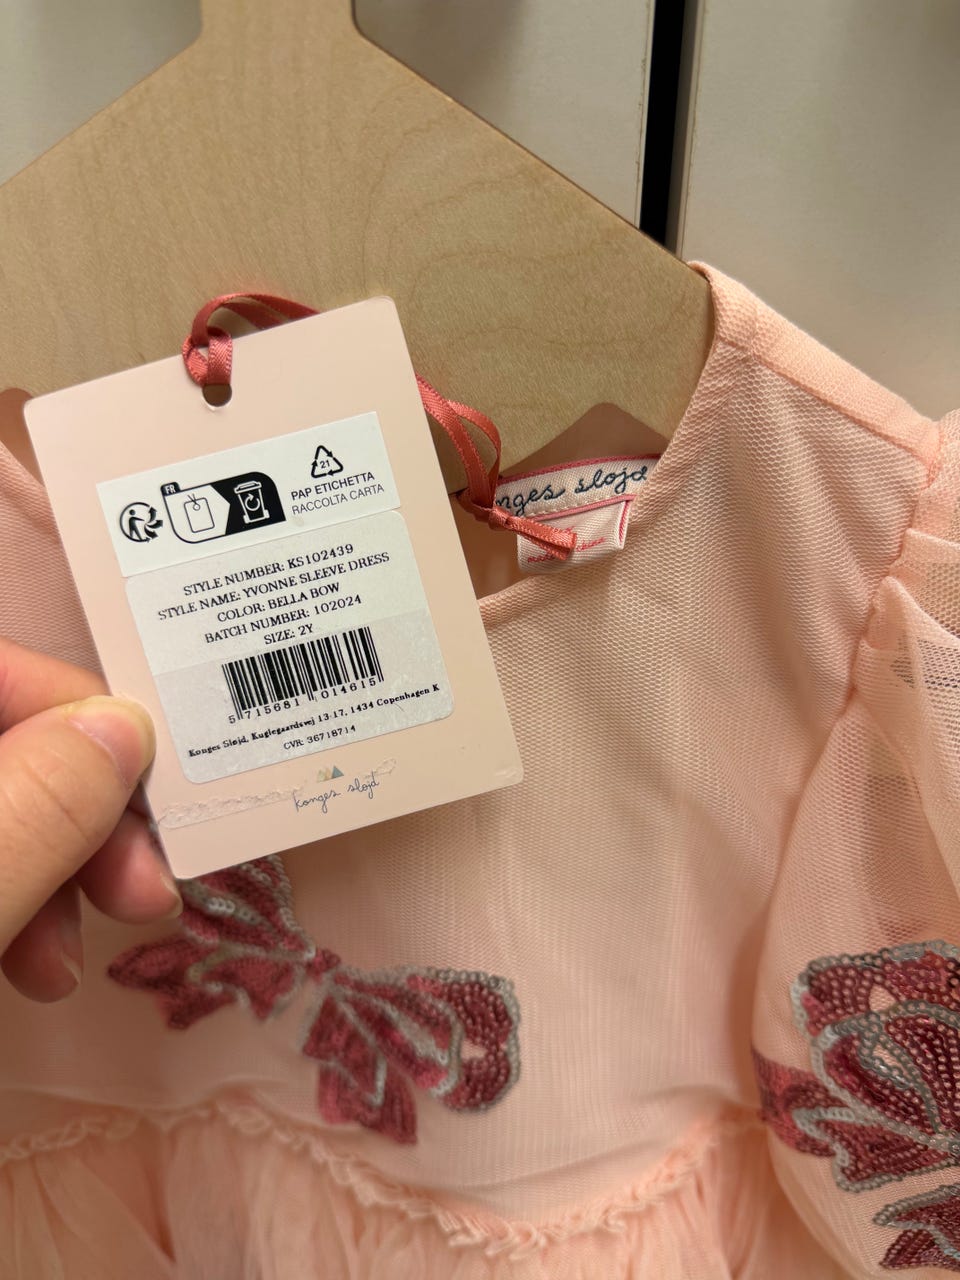 FR
21
PAP ETICHETTA
RACCOLTA CARTA
STYLE NUMBER: KS102439
STYLE NAME: YVONNE SLEEVE DRESS
COLOR: BELLA BOW
BATCH NUMBER: 102024
SIZE: 2Y
5 715681 014615
Konges Sløjd, Kuglegaardsvej 13-17, 1434 Copenhagen K
CVR: 36718714
konges sløjd
nges sløjd